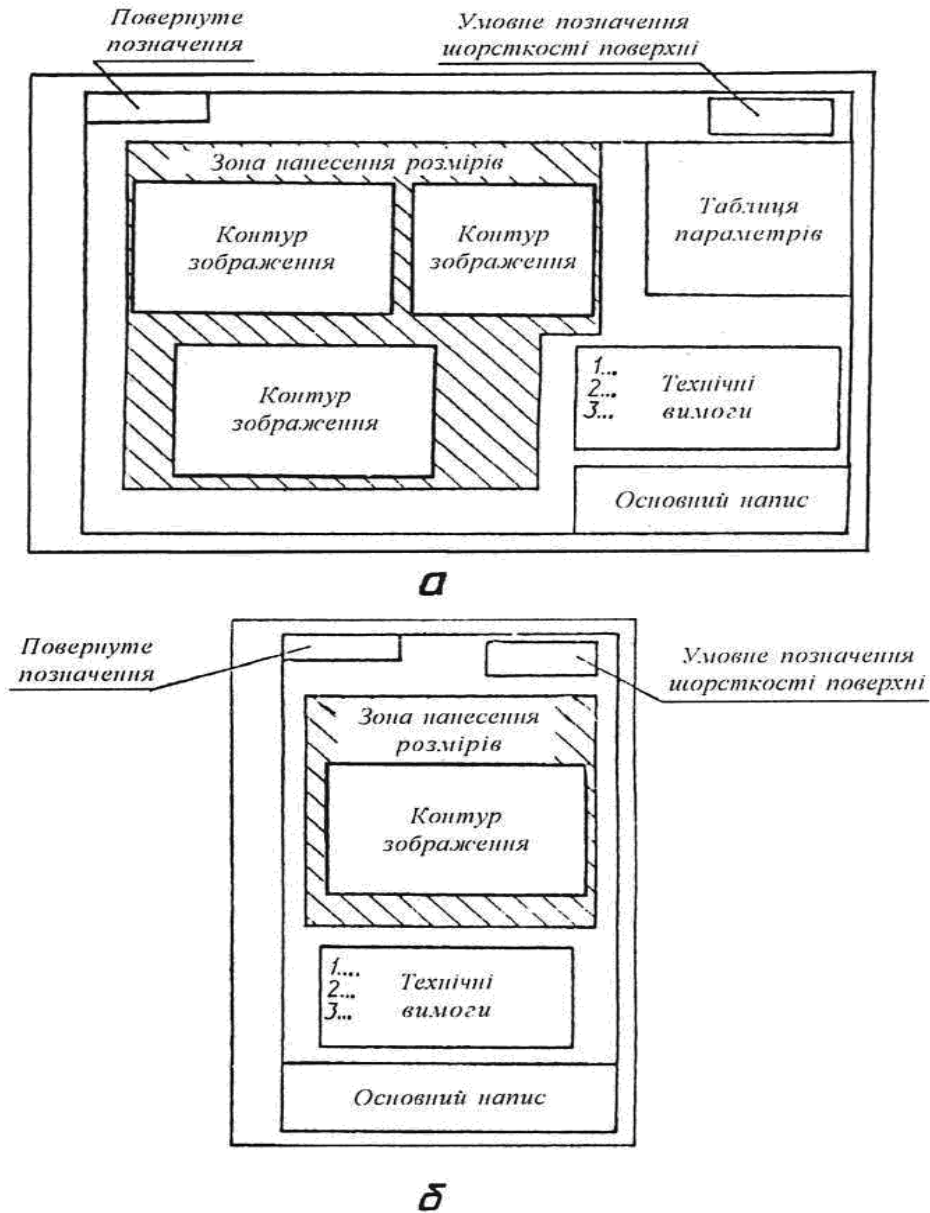 Повернуте
позначення
Умовне позначення
шорсткості поверхні
Зона нанесення розмірів
Контур
зображення
Контур
зображення
Таблиця
параметрів
Контур
зображення
1...
2...
3...
Технічні
вимоги
Основний напис
а
Повернуте
позначення
Умовне позначення
шорсткості поверхні
Зона нанесення
розмірів
Контур
зображення
1....
2...
3...
Технічні
вимоги
Основний напис
б